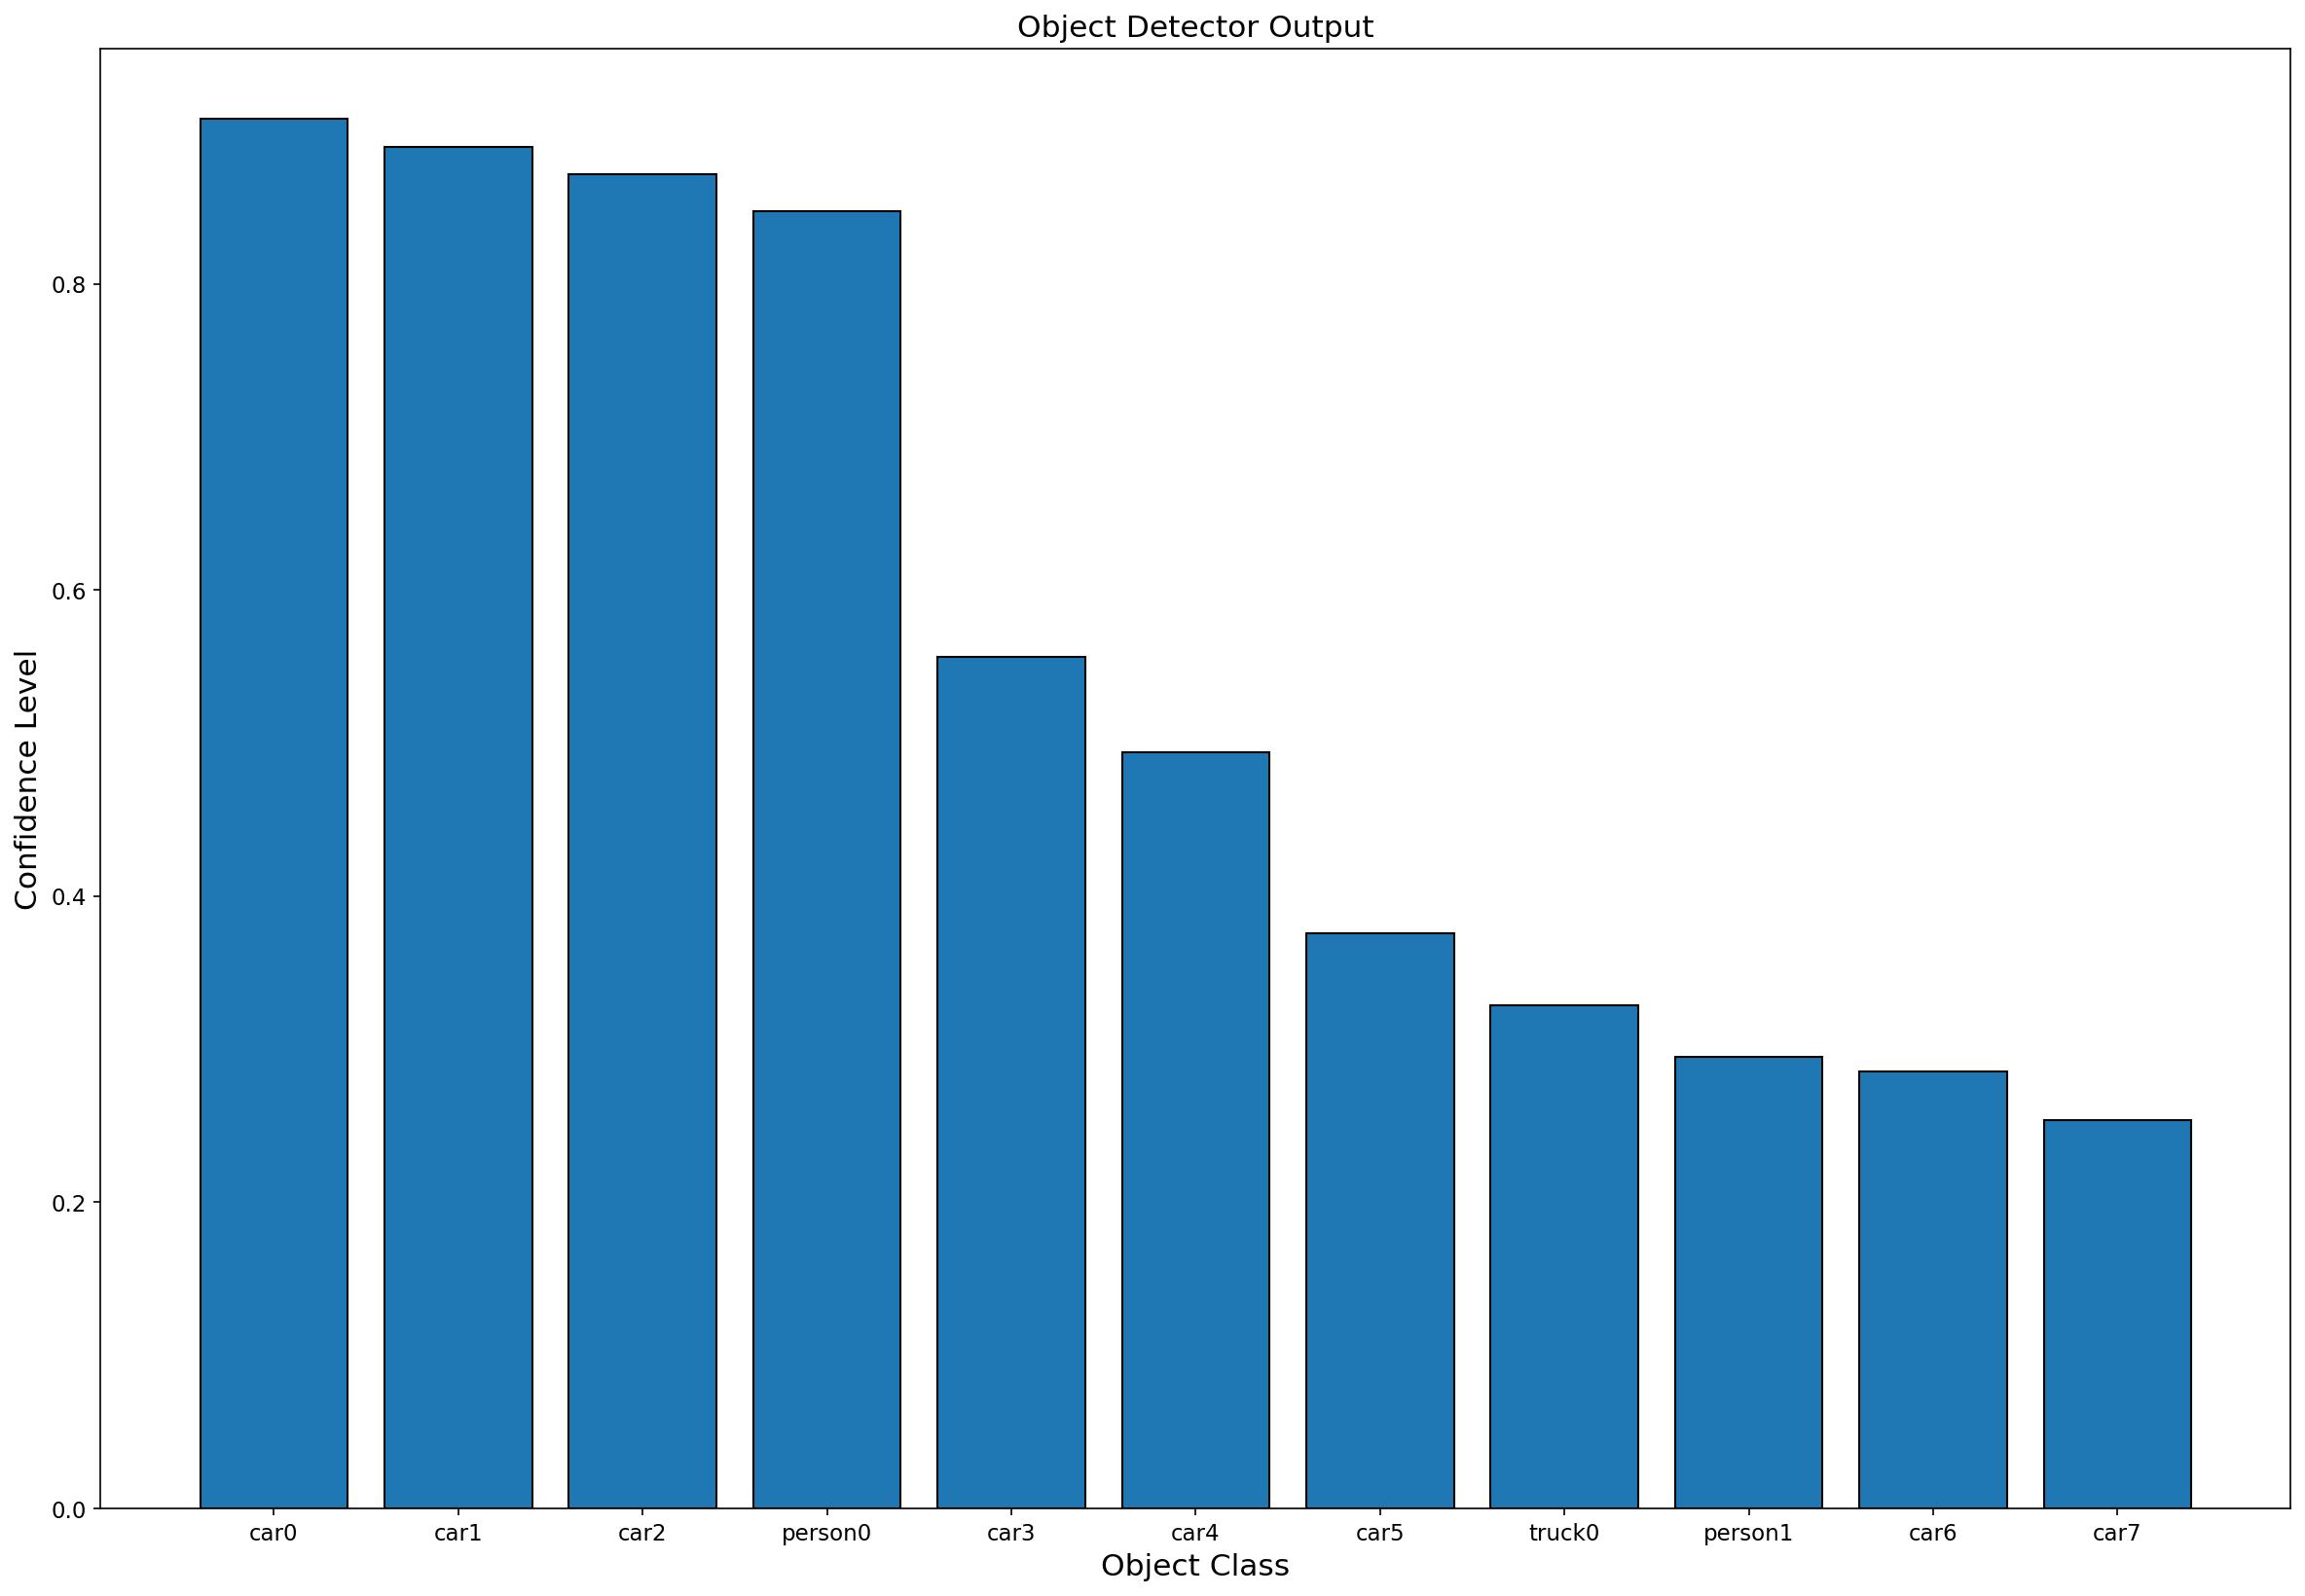 Object Detector Output
Confidence Level
0.8
0.6
0.4
0.2
0.0
car0 car1 car2 person0 car3 car4 car5 truck0 person1 car6 car7
Object Class